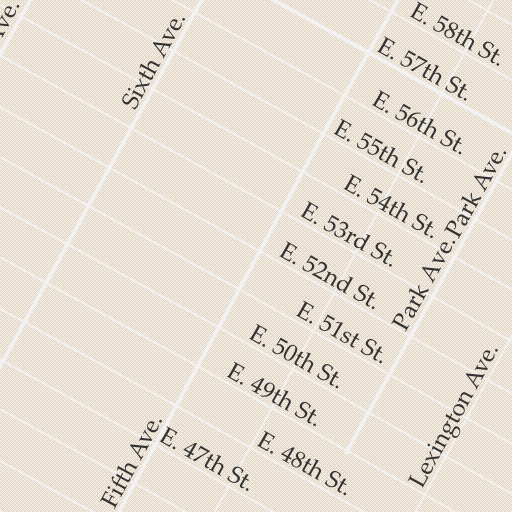 Ave.
Sixth Ave.
E. 58th St.
E. 57th St.
E. 56th St.
E. 55th St.
E. 54th St.
Park Ave.
E. 53rd St.
Park Ave.
E. 52nd St.
E. 51st St.
E. 50th St.
E. 49th St.
Lexington Ave.
E. 48th St.
E. 47th St.
Fifth Ave.